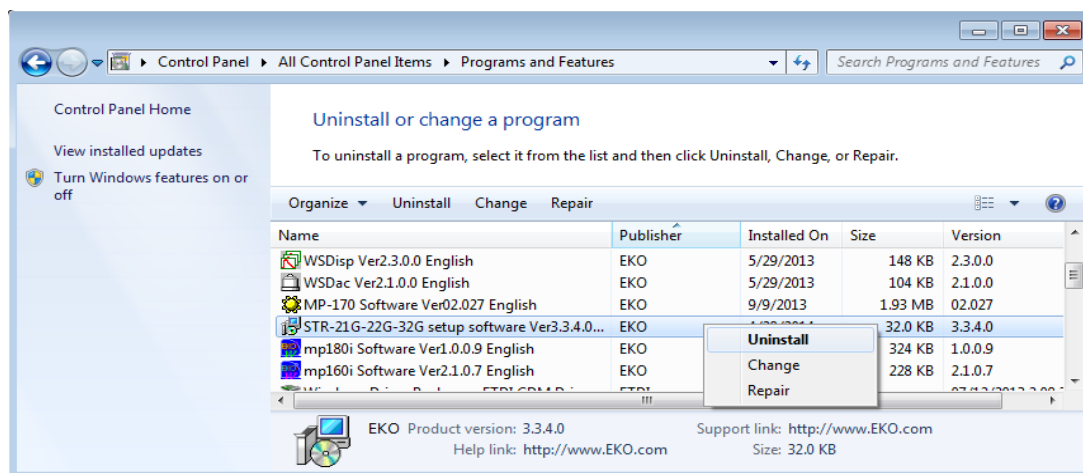 Control Panel All Control Panel Items Programs and Features Search Programs and Features
Control Panel Home
View installed updates
Turn Windows features on or
off
Uninstall or change a program
To uninstall a program, select it from the list and then click Uninstall, Change, or Repair.
Organize Uninstall Change Repair
Name Publisher Installed On Size Version
WSDisp Ver2.3.0.0 English EKO 5/29/2013 148 KB 2.3.0.0
WSDac Ver2.1.0.0 English EKO 5/29/2013 104 KB 2.1.0.0
MP-170 Software Ver02.027 English EKO 9/9/2013 1.93 MB 02.027
STR-21G-22G-32G setup software Ver3.3.4.0... EKO 32.0 KB 3.3.4.0
mp180i Software Ver1.0.0.9 English EKO 324 KB 1.0.0.9
mp160i Software Ver2.1.0.7 English EKO 228 KB 2.1.0.7
Uninstall
Change
Repair
EKO Product version: 3.3.4.0 Support link: http://www.EKO.com
Help link: http://www.EKO.com Size: 32.0 KB